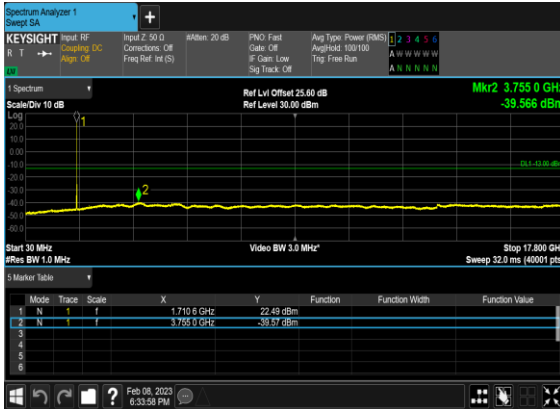 Spectrum Analyzer 1
Swept SA
+
KEYSIGHT Input: RF Input Z: 50 Ω #Atten: 20 dB PNO: Fast Avg Type: Power (RMS) 1 2 3 4 5 6
R T Coupling: DC Corrections: Off Gate: Off Avg|Hold: 100/100 A W W W W W
Align: Off Freq Ref: Int (S) IF Gain: Low Trig: Free Run
Sig Track: Off A N N N N N
1 Spectrum Ref Lvl Offset 25.60 dB Mkr2 3.755 0 GHz
Scale/Div 10 dB Ref Level 30.00 dBm -39.566 dBm
Log
20.0
10.0
0.00
-10.0
-20.0
-30.0
-40.0
-50.0
-60.0
1
DL1 -13.00 dBm
2
Start 30 MHz Video BW 3.0 MHz* Stop 17.800 GHz
#Res BW 1.0 MHz Sweep 32.0 ms (40001 pts)
5 Marker Table
Mode Trace Scale X Y Function Function Width Function Value
1 N 1 f 1.710 6 GHz 22.49 dBm
2 N 1 f 3.755 0 GHz -39.57 dBm
3
4
5
6
? Feb 08, 2023
6:33:58 PM